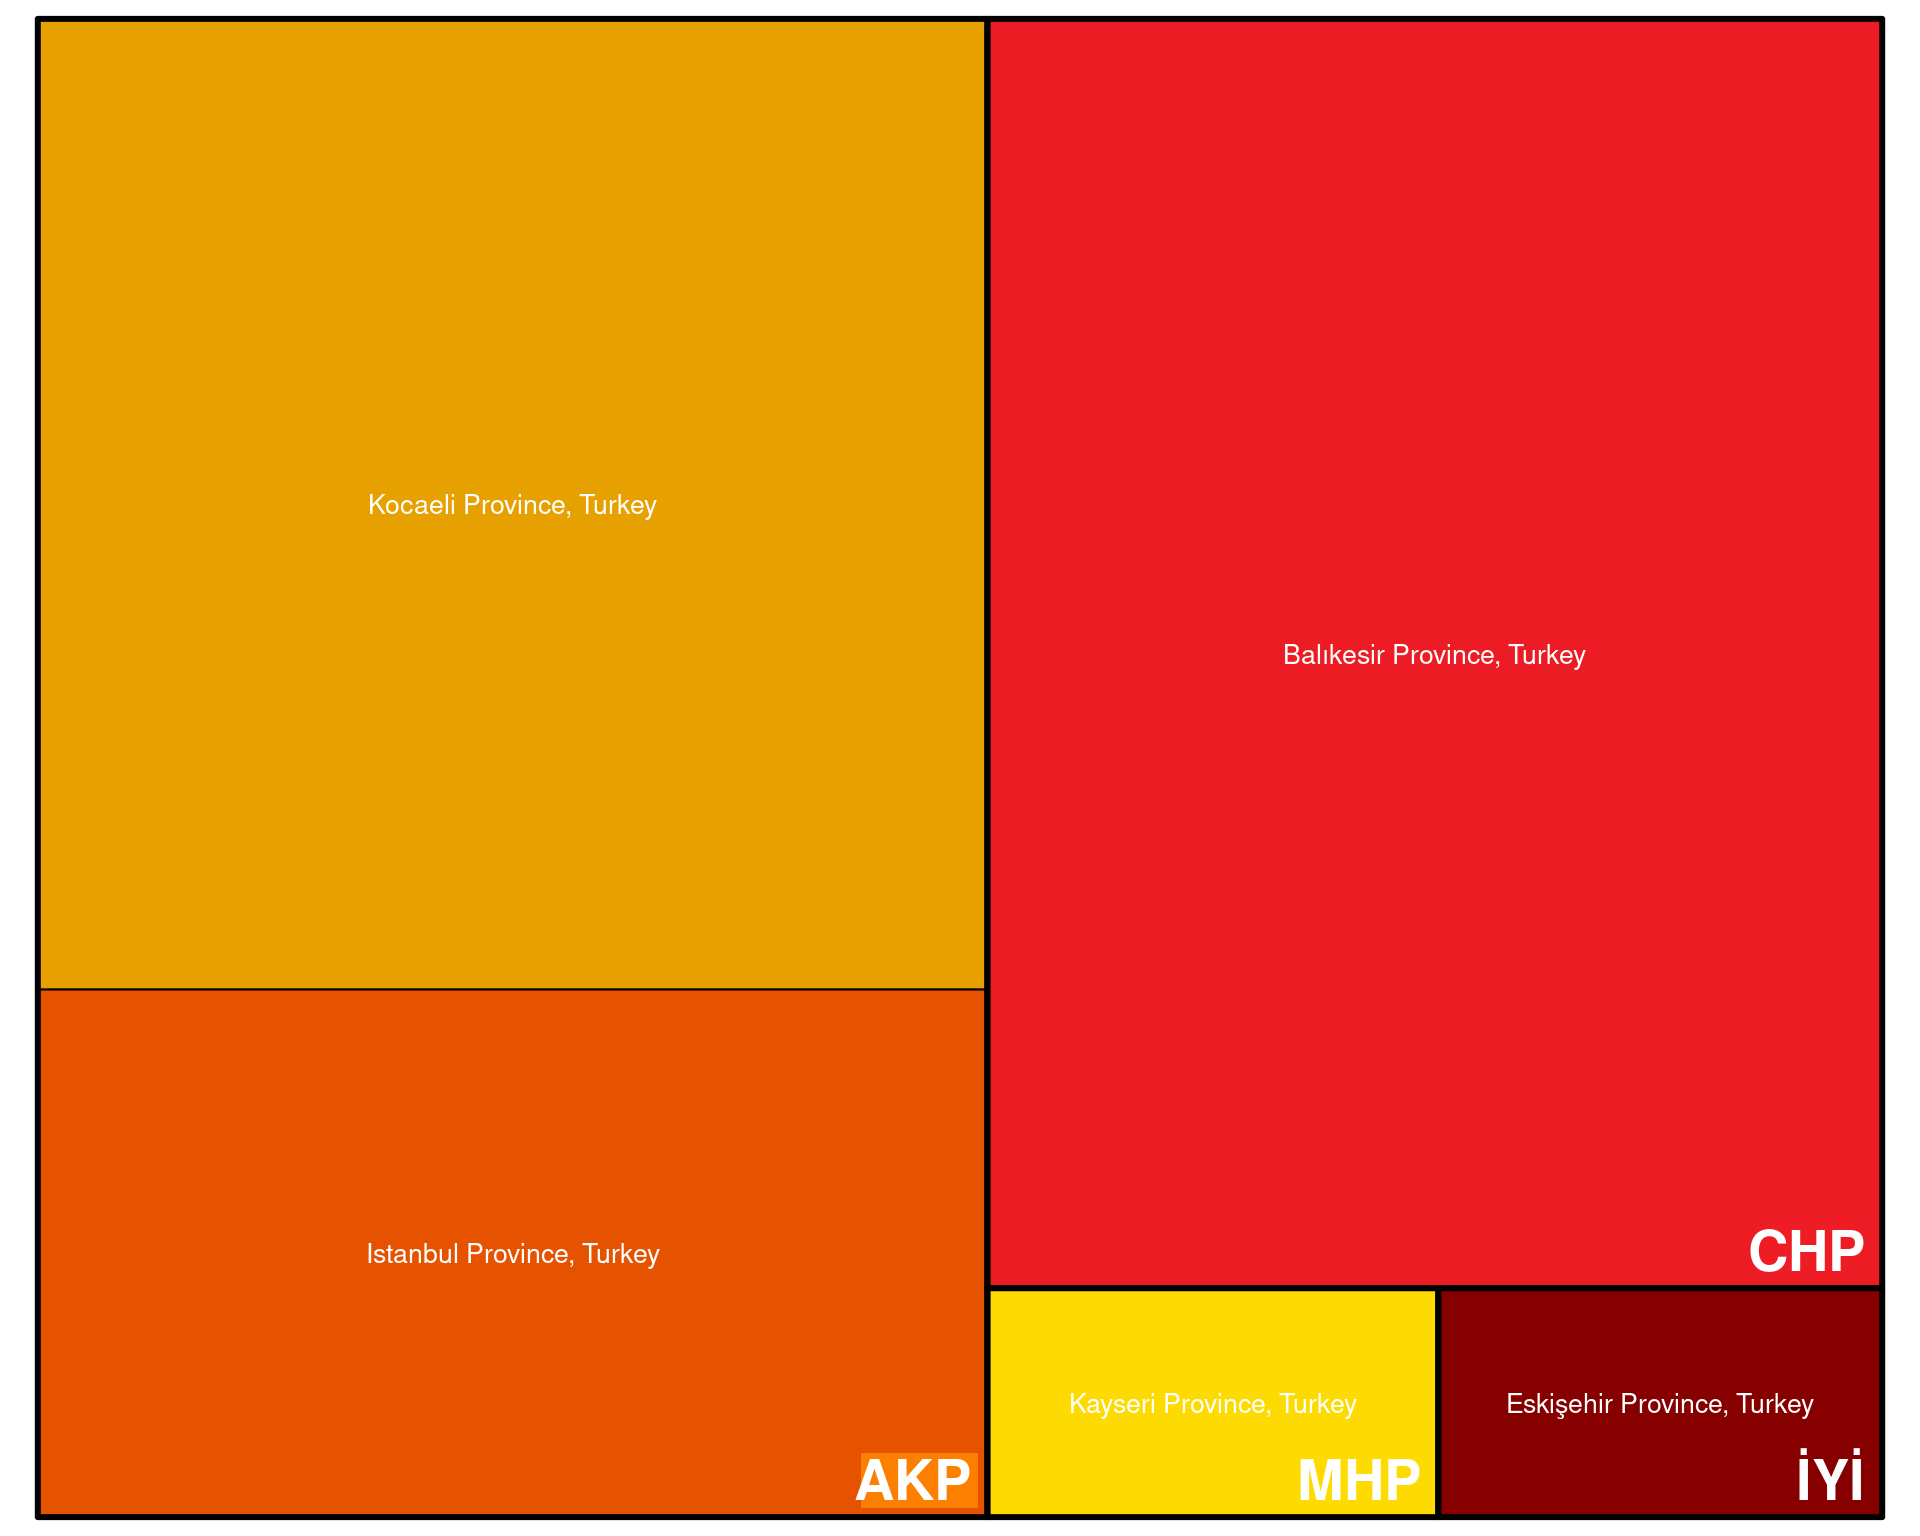 Kocaeli Province, Turkey
Istanbul Province, Turkey
AKP
Balıkesir Province, Turkey
CHP
Kayseri Province, Turkey
MHP
Eskişehir Province, Turkey
İYİ